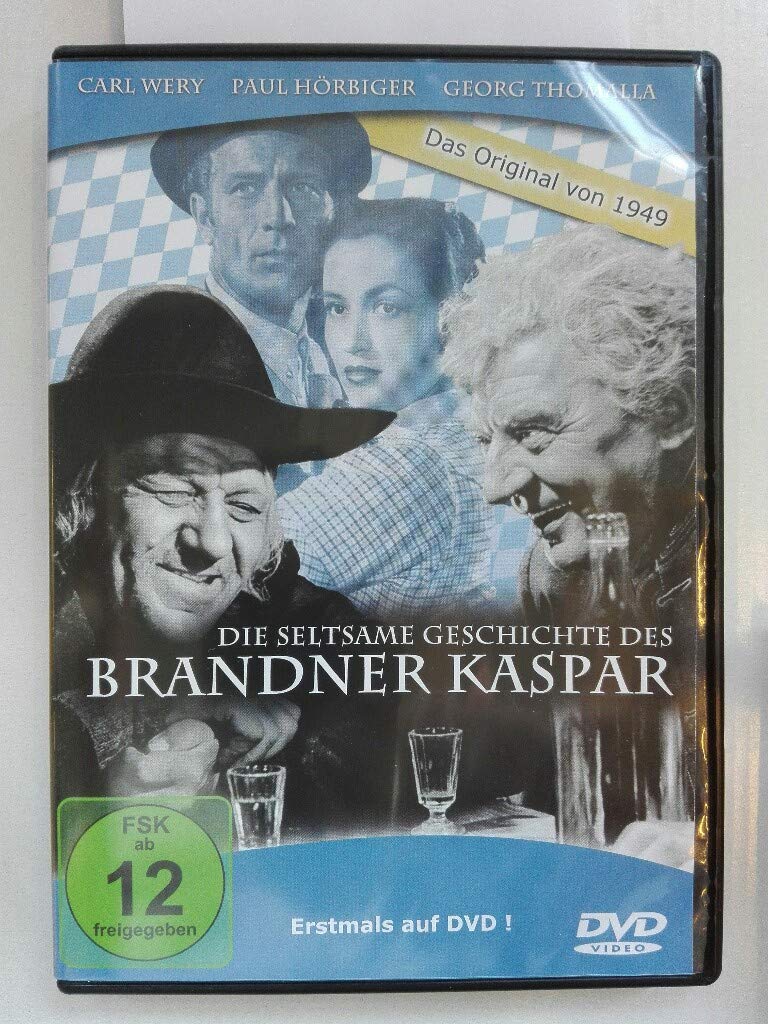 CARL WERY PAUL HÖRBIGER GEORG THOMALLA
Das Original von 1949
DIE SELTSAME GESCHICHTE DES
BRANDNER KASPAR
FSK
ab
12
freigegeben
Erstmals auf DVD !
DVD
VIDEO